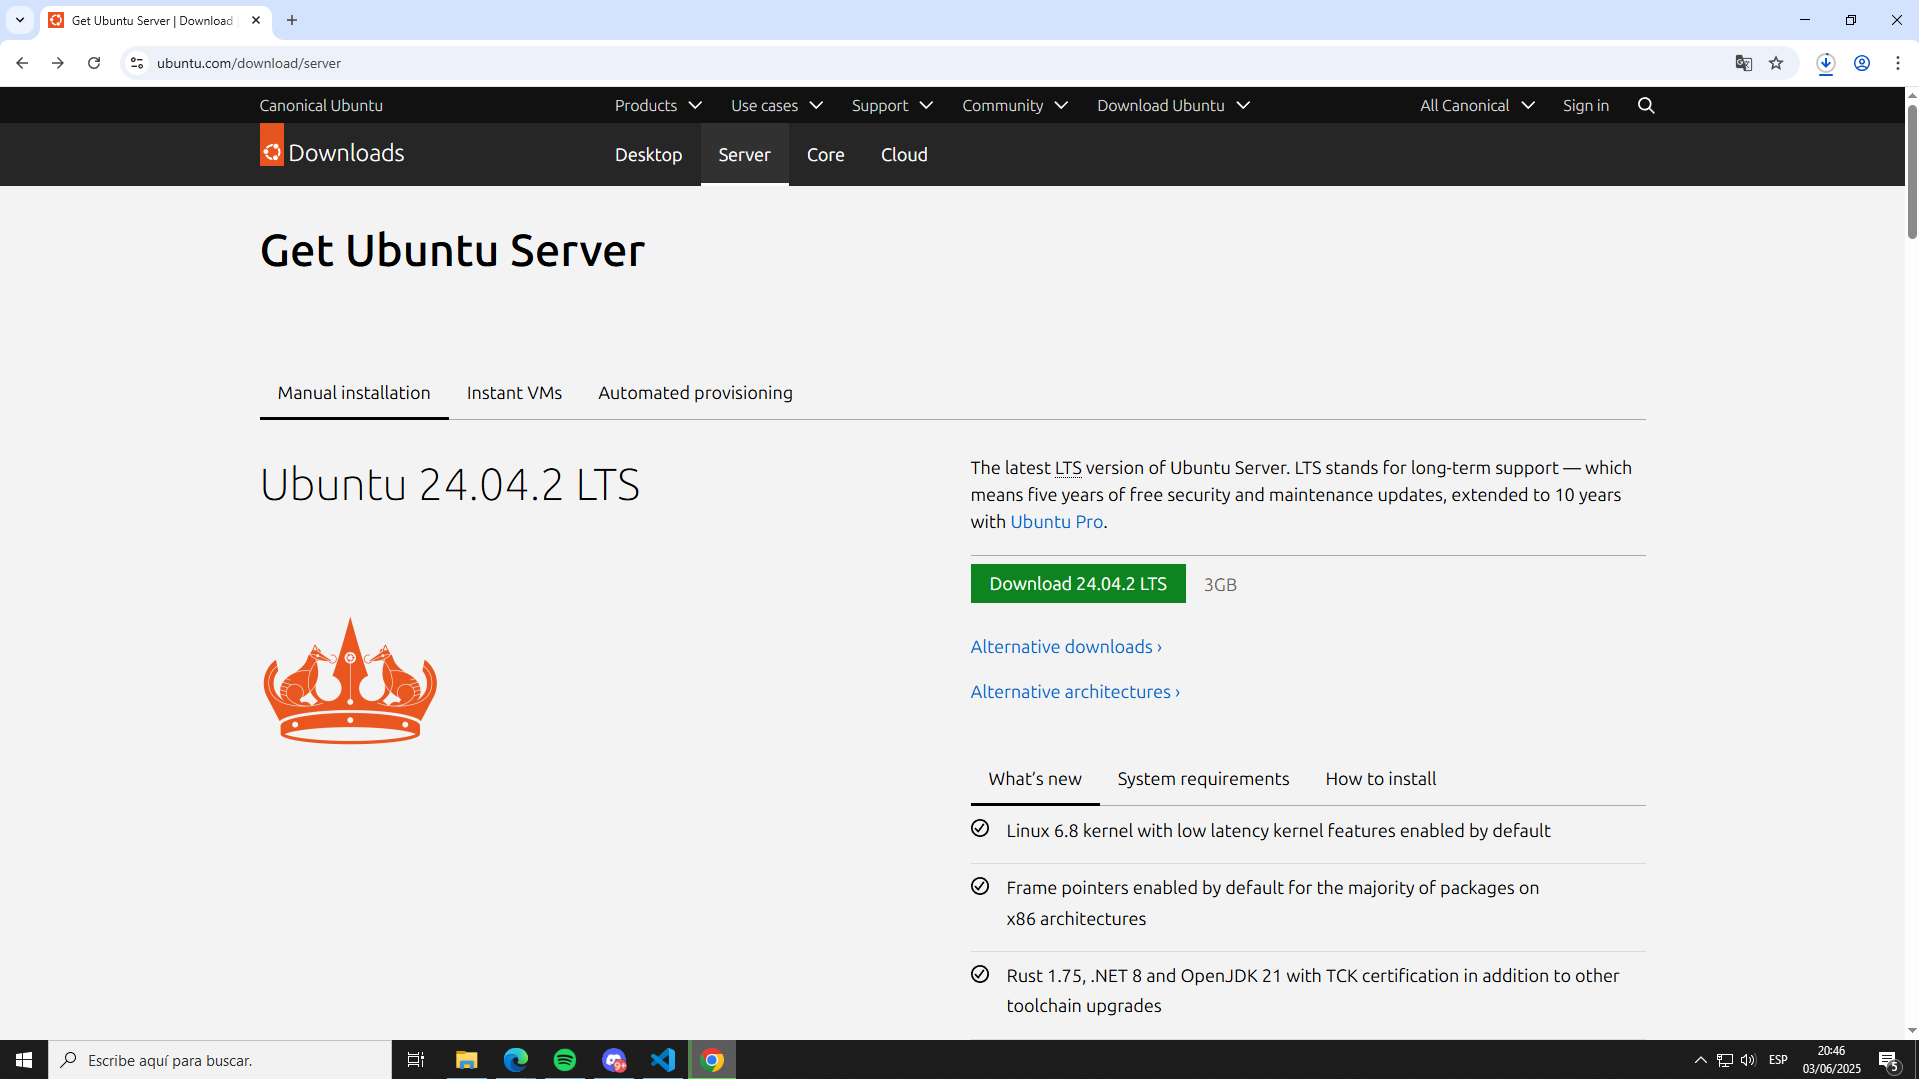 Get Ubuntu Server | Download
ubuntu.com/download/server
Canonical Ubuntu
Products
Use cases
Support
Community
Download Ubuntu
All Canonical
Sign in
Downloads
Desktop
Server
Core
Cloud
Get Ubuntu Server
Manual installation
Instant VMs
Automated provisioning
Ubuntu 24.04.2 LTS
The latest LTS version of Ubuntu Server. LTS stands for long-term support — which
means five years of free security and maintenance updates, extended to 10 years
with Ubuntu Pro.
Download 24.04.2 LTS
3GB
Alternative downloads ›
Alternative architectures ›
What’s new
System requirements
How to install
Linux 6.8 kernel with low latency kernel features enabled by default
Frame pointers enabled by default for the majority of packages on
x86 architectures
Rust 1.75, .NET 8 and OpenJDK 21 with TCK certification in addition to other
toolchain upgrades
Escribe aquí para buscar.
9+
ESP
20:46
03/06/2025
5